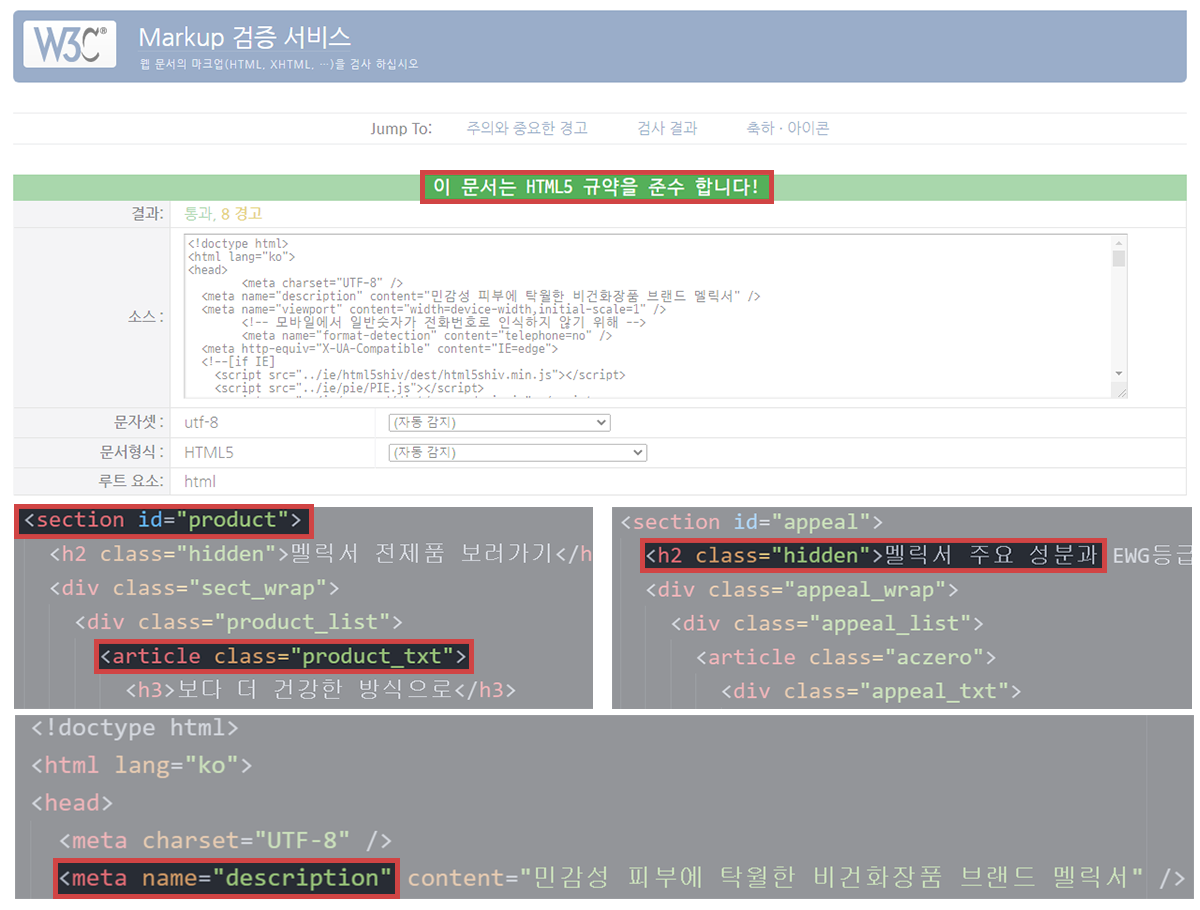 W3C®
Markup 검증 서비스
웹 문서의 마크업(HTML, XHTML, …)을 검사 하십시오
Jump To: 주의와 중요한 경고 검사 결과 축하 · 아이콘
이 문서는 HTML5 규약을 준수 합니다!
결과: 통과, 8 경고
소스 :
<!doctype html>
<html lang="ko">
<head>
<meta charset="UTF-8" />
<meta name="description" content="민감성 피부에 탁월한 비건화장품 브랜드 멜릭서" />
<meta name="viewport" content="width=device-width,initial-scale=1" />
<!-- 모바일에서 일반숫자가 전화번호로 인식하지 않기 위해 -->
<meta name="format-detection" content="telephone=no" />
<meta http-equiv="X-UA-Compatible" content="IE=edge">
<!--[if IE]
<script src="../ie/html5shiv/dest/html5shiv.min.js"></script>
<script src="../ie/pie/PIE.js"></script>
문자셋 : utf-8 (자동 감지)
문서형식 : HTML5 (자동 감지)
루트 요소: html
<section id="product">
<h2 class="hidden">멜릭서 전제품 보러가기</h
<div class="sect_wrap">
<div class="product_list">
<article class="product_txt">
<h3>보다 더 건강한 방식으로</h3>
<section id="appeal">
<h2 class="hidden">멜릭서 주요 성분과 EWG등급
<div class="appeal_wrap">
<div class="appeal_list">
<article class="aczero">
<div class="appeal_txt">
<!doctype html>
<html lang="ko">
<head>
<meta charset="UTF-8" />
<meta name="description" content="민감성 피부에 탁월한 비건화장품 브랜드 멜릭서" />